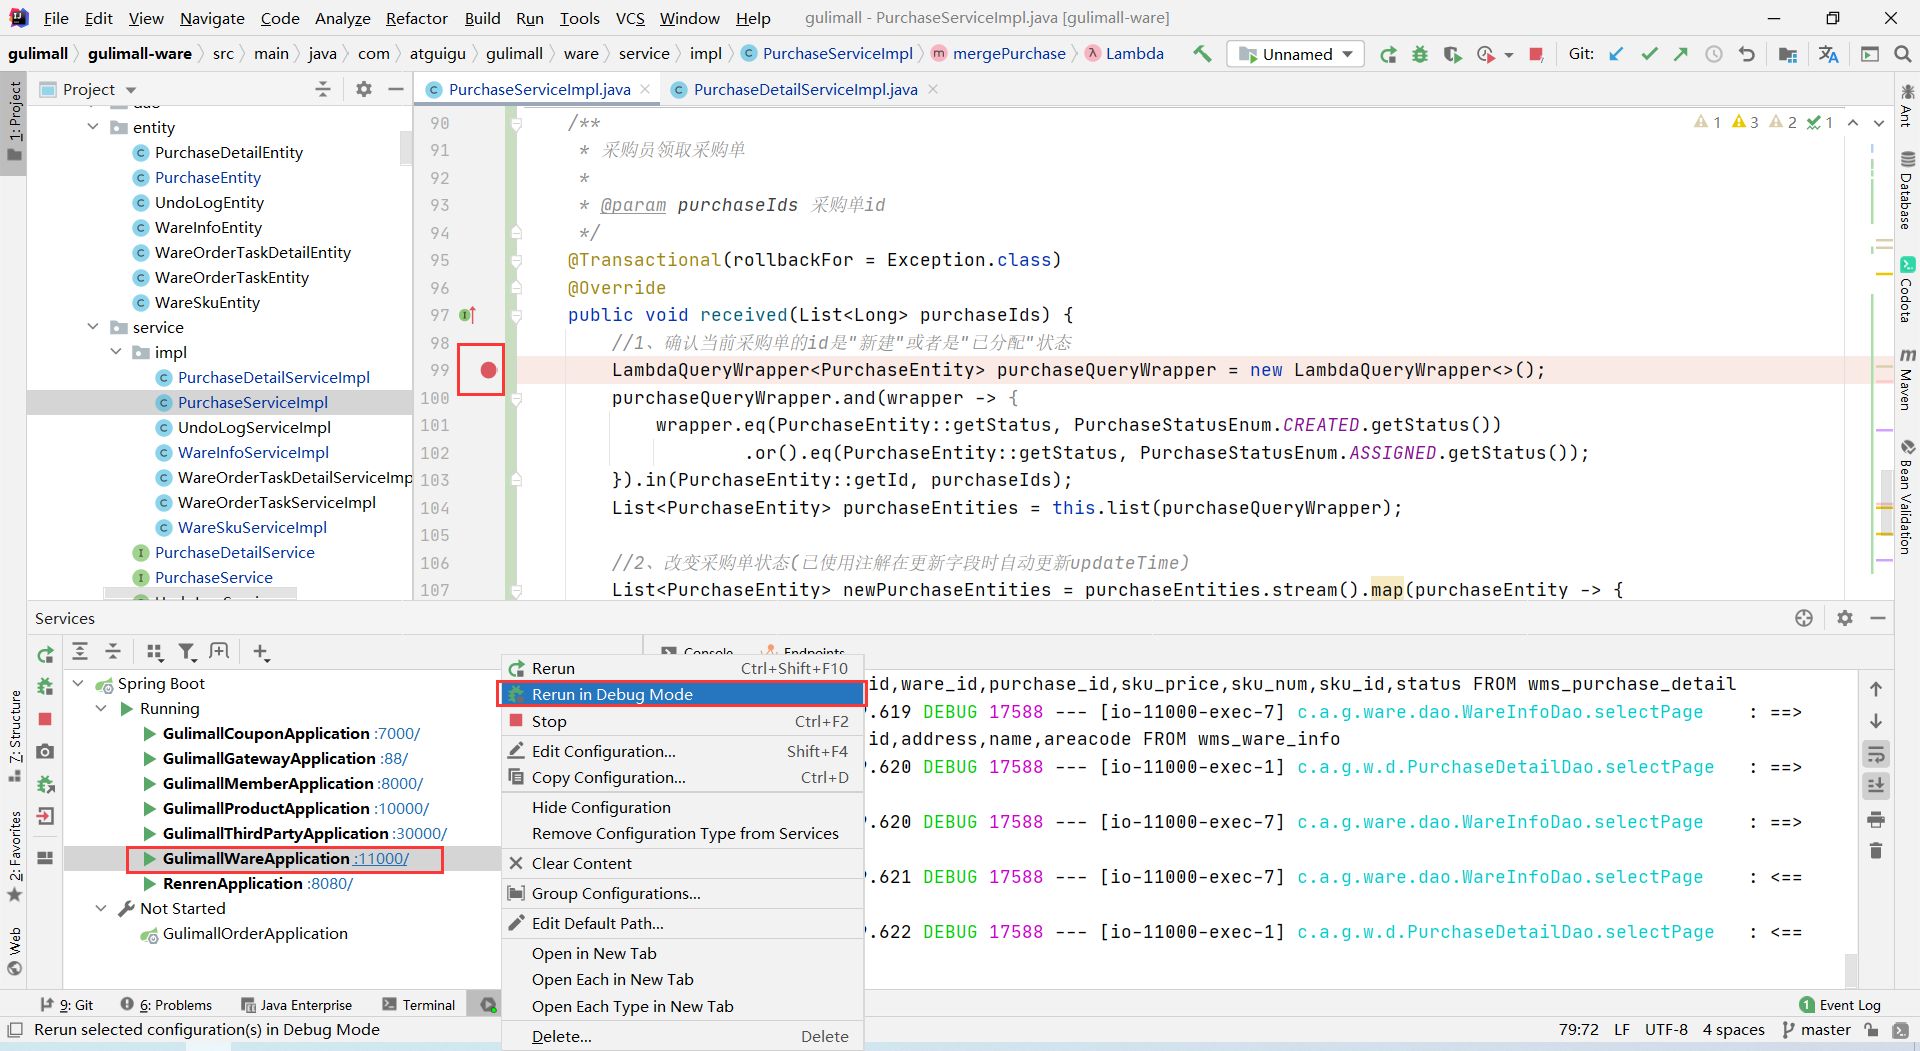 File Edit View Navigate Code Analyze Refactor Build Run Tools VCS Window Help gulimall - PurchaseServiceImpl.java [gulimall-ware]
gulimall gulimall-ware src main java com atguigu gulimall ware service impl PurchaseServiceImpl mergePurchase Lambda Unnamed Git:
Project
PurchaseServiceImpl.java PurchaseDetailServiceImpl.java
1: Project
7: Structure
2: Favorites
Web
dao
entity
PurchaseDetailEntity
PurchaseEntity
UndoLogEntity
WareInfoEntity
WareOrderTaskDetailEntity
WareOrderTaskEntity
WareSkuEntity
service
impl
PurchaseDetailServiceImpl
PurchaseServiceImpl
UndoLogServiceImpl
WareInfoServiceImpl
WareOrderTaskDetailServiceImp
WareOrderTaskServiceImpl
WareSkuServiceImpl
PurchaseDetailService
PurchaseService
1 3 2 1
90 /**
91 * 采购员领取采购单
92 *
93 * @param purchaseIds 采购单id
94 */
95 @Transactional(rollbackFor = Exception.class)
96 @Override
97 public void received(List<Long> purchaseIds) {
98 //1、确认当前采购单的id是"新建"或者是"已分配"状态
99 LambdaQueryWrapper<PurchaseEntity> purchaseQueryWrapper = new LambdaQueryWrapper<>();
100 purchaseQueryWrapper.and(wrapper -> {
101 wrapper.eq(PurchaseEntity::getStatus, PurchaseStatusEnum.CREATED.getStatus())
102 .or().eq(PurchaseEntity::getStatus, PurchaseStatusEnum.ASSIGNED.getStatus());
103 }).in(PurchaseEntity::getId, purchaseIds);
104 List<PurchaseEntity> purchaseEntities = this.list(purchaseQueryWrapper);
105
106 //2、改变采购单状态(已使用注解在更新字段时自动更新updateTime)
107 List<PurchaseEntity> newPurchaseEntities = purchaseEntities.stream().map(purchaseEntity -> {
Ant
Database
Codota
Maven
Bean Validation
Services
Spring Boot
Running
GulimallCouponApplication :7000/
GulimallGatewayApplication :88/
GulimallMemberApplication :8000/
GulimallProductApplication :10000/
GulimallThirdPartyApplication :30000/
GulimallWareApplication :11000/
RenrenApplication :8080/
Not Started
GulimallOrderApplication
Console Endpoints
Rerun Ctrl+Shift+F10
Rerun in Debug Mode
Stop Ctrl+F2
Edit Configuration... Shift+F4
Copy Configuration... Ctrl+D
Hide Configuration
Remove Configuration Type from Services
Clear Content
Group Configurations...
Edit Default Path...
Open in New Tab
Open Each in New Tab
Open Each Type in New Tab
Delete... Delete
id,ware_id,purchase_id,sku_price,sku_num,sku_id,status FROM wms_purchase_detail
.619 DEBUG 17588 --- [io-11000-exec-7] c.a.g.ware.dao.WareInfoDao.selectPage : ==>
id,address,name,areacode FROM wms_ware_info
.620 DEBUG 17588 --- [io-11000-exec-1] c.a.g.w.d.PurchaseDetailDao.selectPage : ==>
.620 DEBUG 17588 --- [io-11000-exec-7] c.a.g.ware.dao.WareInfoDao.selectPage : ==>
.621 DEBUG 17588 --- [io-11000-exec-7] c.a.g.ware.dao.WareInfoDao.selectPage : <==
.622 DEBUG 17588 --- [io-11000-exec-1] c.a.g.w.d.PurchaseDetailDao.selectPage : <==
9: Git 6: Problems Java Enterprise Terminal 1 Event Log
Rerun selected configuration(s) in Debug Mode 79:72 LF UTF-8 4 spaces master